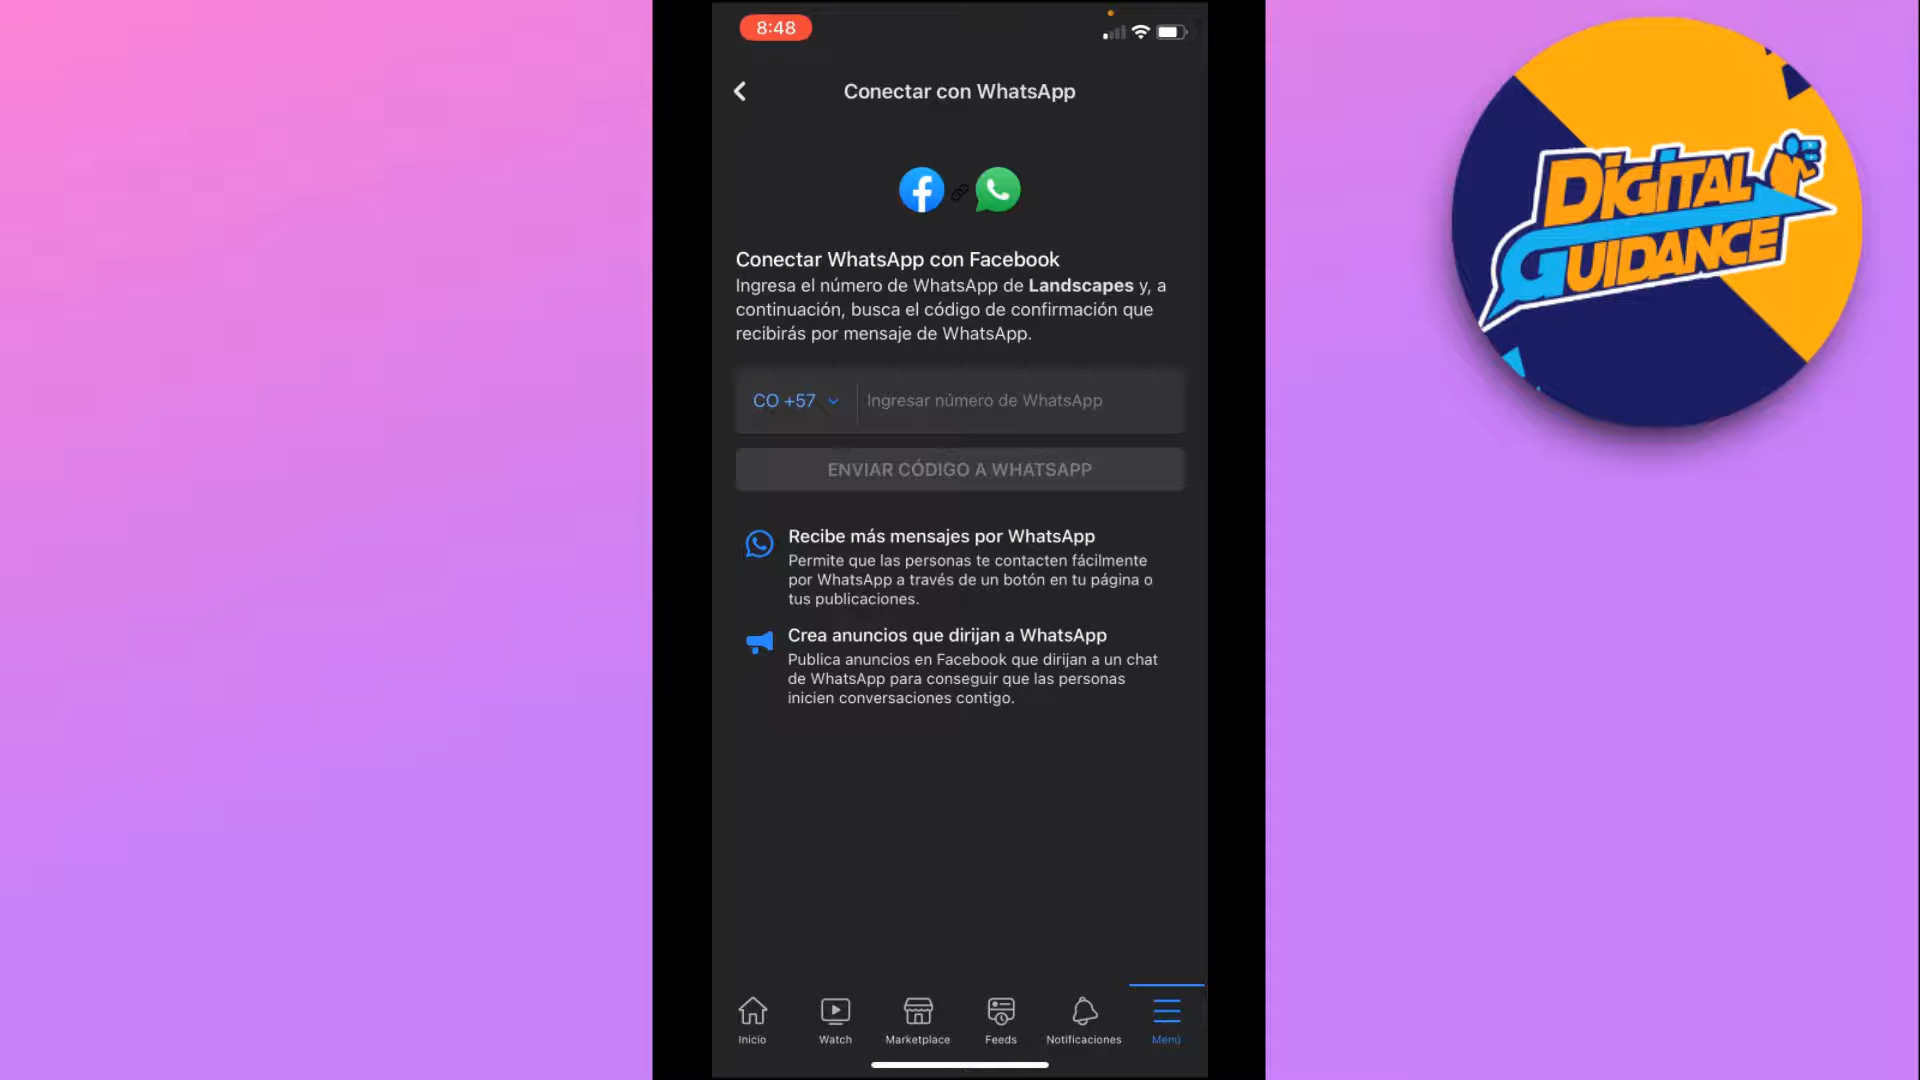 8:48
Conectar con WhatsApp
Conectar WhatsApp con Facebook
Ingresa el número de WhatsApp de Landscapes y, a
continuación, busca el código de confirmación que
recibirás por mensaje de WhatsApp.
CO +57
Ingresar número de WhatsApp
ENVIAR CÓDIGO A WHATSAPP
Recibe más mensajes por WhatsApp
Permite que las personas te contacten fácilmente
por WhatsApp a través de un botón en tu página o
tus publicaciones.
Crea anuncios que dirijan a WhatsApp
Publica anuncios en Facebook que dirijan a un chat
de WhatsApp para conseguir que las personas
inicien conversaciones contigo.
Inicio
Watch
Marketplace
Feeds
Notificaciones
Menú
DIGITAL
GUIDANCE